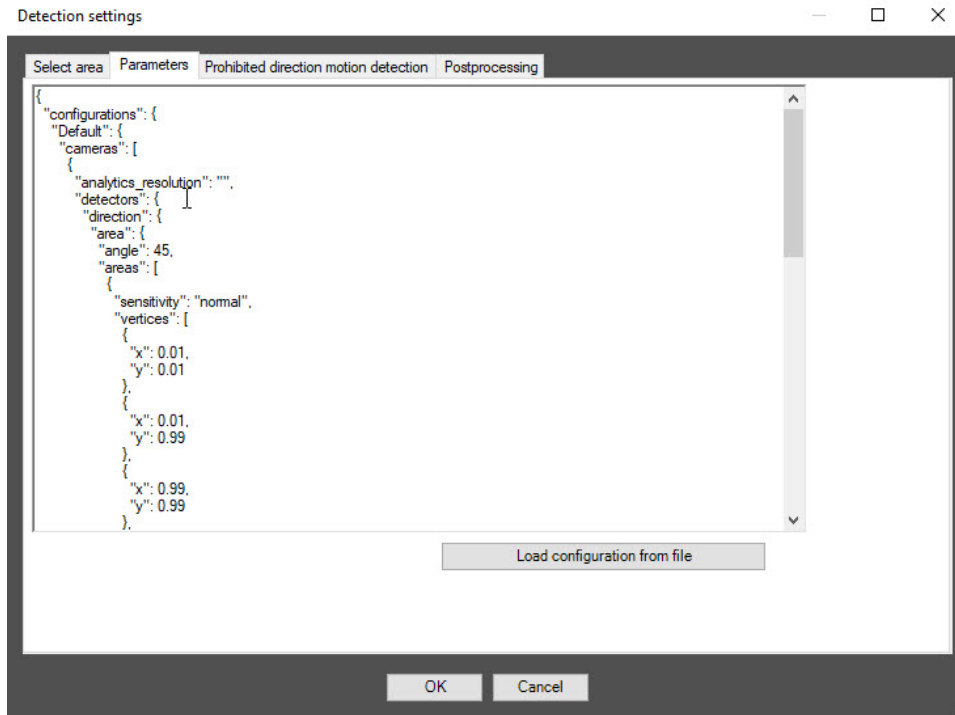 Detection settings
Select area Parameters Prohibited direction motion detection Postprocessing
{
"configurations": {
"Default": {
"cameras": [
{
"analytics_resolution": "",
"detectors": {
"direction": {
"area": {
"angle": 45,
"areas": [
{
"sensitivity": "normal",
"vertices": [
{
"x": 0.01,
"y": 0.01
},
{
"x": 0.01,
"y": 0.99
},
{
"x": 0.99,
"y": 0.99
},
Load configuration from file
OK Cancel